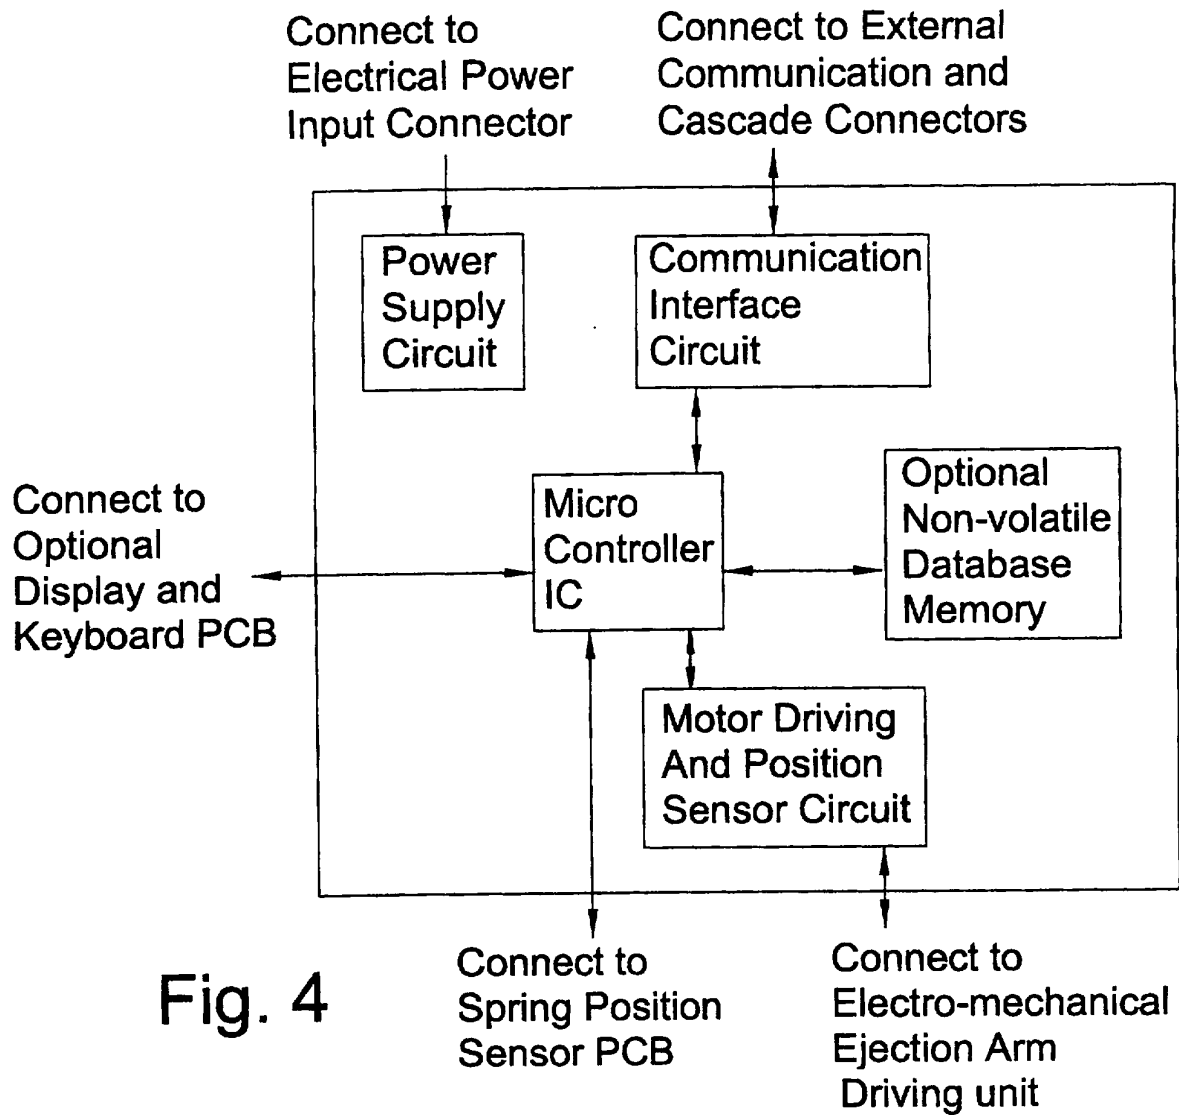 Connect to
Electrical Power
Input Connector
Connect to External
Communication and
Cascade Connectors
Power
Supply
Circuit
Communication
Interface
Circuit
Connect to
Optional
Display and
Keyboard PCB
Micro
Controller
IC
Optional
Non-volatile
Database
Memory
Motor Driving
And Position
Sensor Circuit
Fig. 4
Connect to
Spring Position
Sensor PCB
Connect to
Electro-mechanical
Ejection Arm
Driving unit